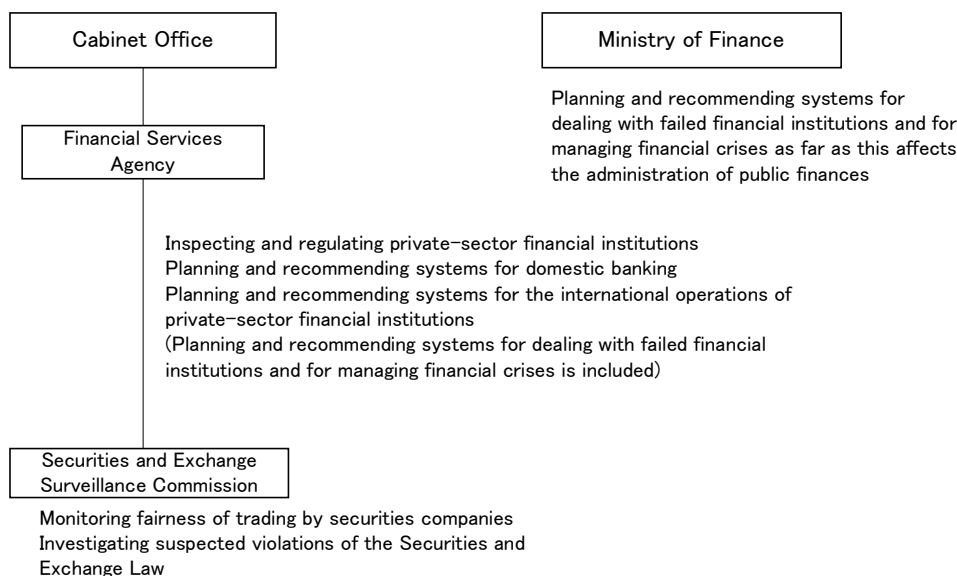 Cabinet Office
Ministry of Finance
Planning and recommending systems for
dealing with failed financial institutions and for
managing financial crises as far as this affects
the administration of public finances
Financial Services
Agency
Inspecting and regulating private-sector financial institutions
Planning and recommending systems for domestic banking
Planning and recommending systems for the international operations of
private-sector financial institutions
(Planning and recommending systems for dealing with failed financial
institutions and for managing financial crises is included)
Securities and Exchange
Surveillance Commission
Monitoring fairness of trading by securities companies
Investigating suspected violations of the Securities and
Exchange Law